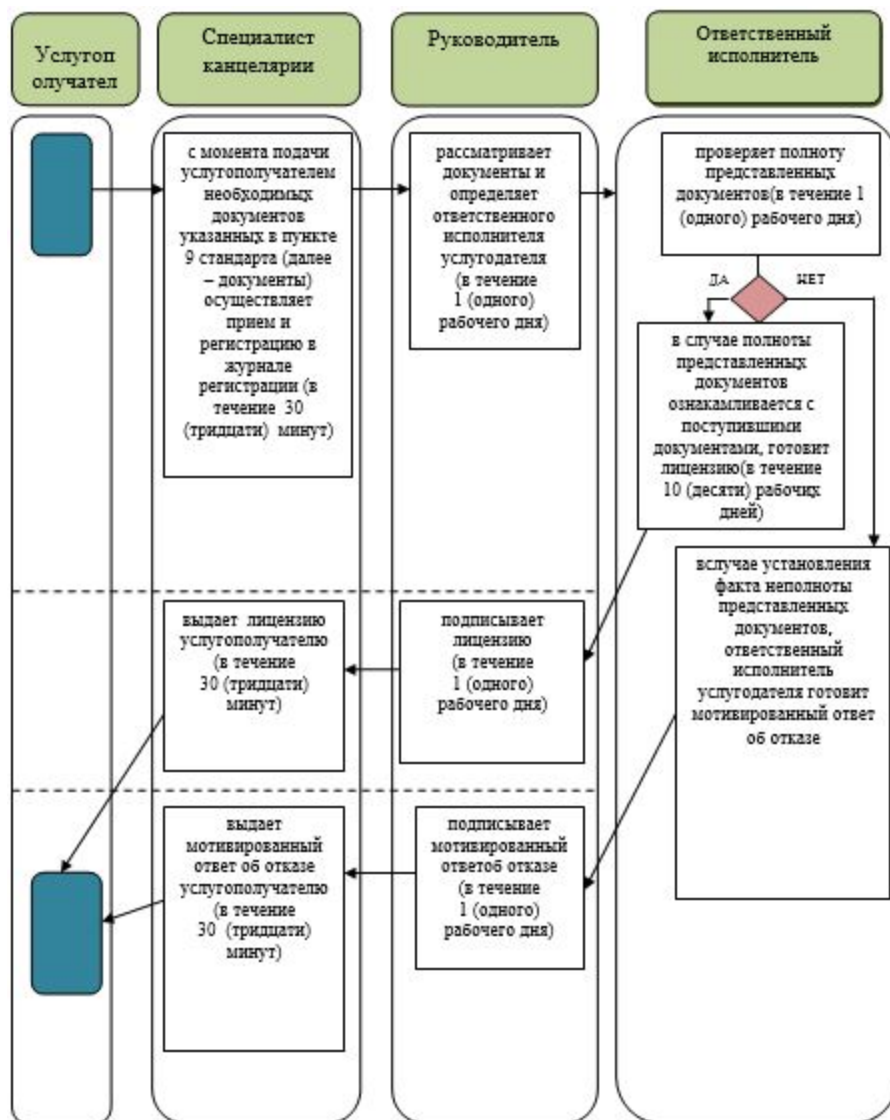 Услугоп
олучател
Специалист
канцелярии
Руководитель
Ответственный
исполнитель
с момента подачи
услугополучателем
необходимых
документов
указанных в пункте
9 стандарта (далее
– документы)
осуществляет
прием и
регистрацию в
журнале
регистрации (в
течение 30
(тридцати) минут)
рассматривает
документы и
определяет
ответственного
исполнителя
услугодателя
(в течение
1 (одного)
рабочего дня)
проверяет полноту
представленных
документов(в течение 1
(одного) рабочего дня)
ДА
НЕТ
в случае полноты
представленных
документов
ознакамливается с
поступившими
документами, готовит
лицензию(в течение
10 (десяти) рабочих
дней)
вслучае установления
факта неполноты
представленных
документов,
ответственный
исполнитель
услугодателя готовит
мотивированный ответ
об отказе
выдает лицензию
услугополучателю
(в течение
30 (тридцати)
минут)
подписывает
лицензию
(в течение
1 (одного)
рабочего дня)
выдает
мотивированный
ответ об отказе
услугополучателю
(в течение
30 (тридцати)
минут)
подписывает
мотивированный
ответоб отказе
(в течение
1 (одного)
рабочего дня)